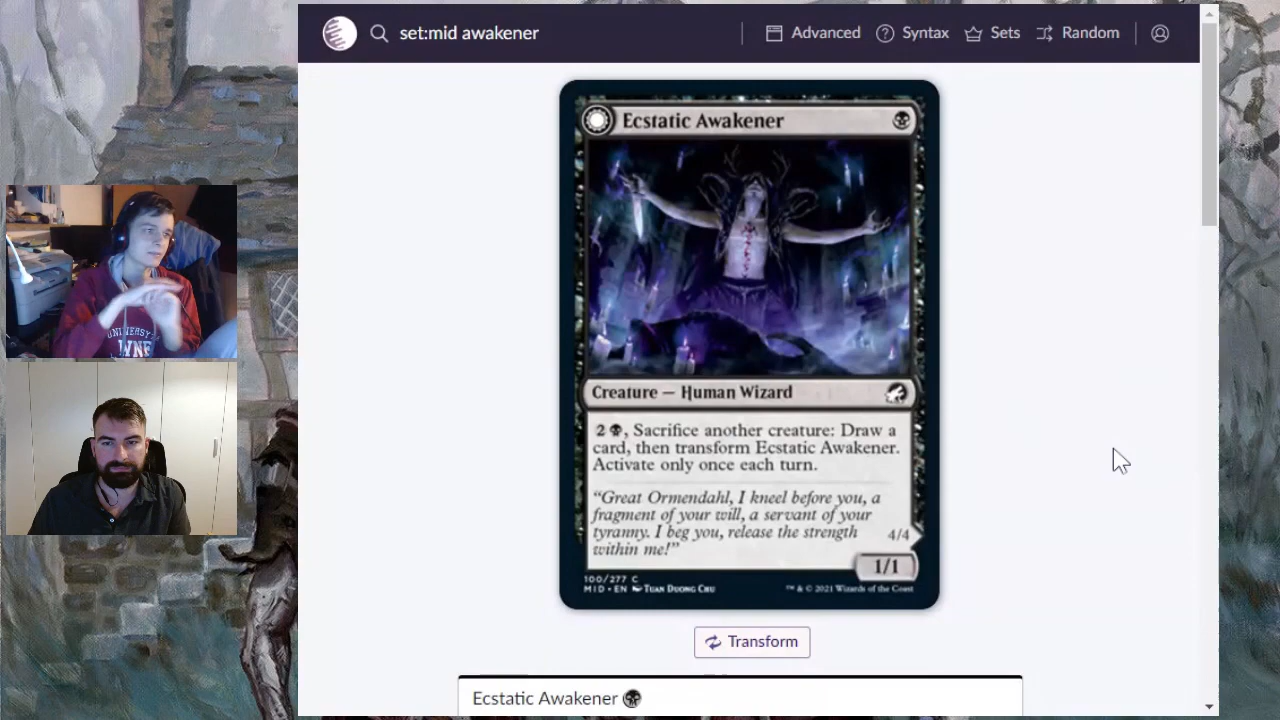 set:mid awakener
Advanced
Syntax
Sets
Random
Ecstatic Awakener
Creature — Human Wizard
2, Sacrifice another creature: Draw a
card, then transform Ecstatic Awakener.
Activate only once each turn.
"Great Ormendahl, I kneel before you, a
fragment of your will, a servant of your
tyranny. I beg you, release the strength
within me!"
4/4
1/1
100/277 C
MID • EN Tuan Duong Chu
™ & © 2021 Wizards of the Coast
Transform
Ecstatic Awakener